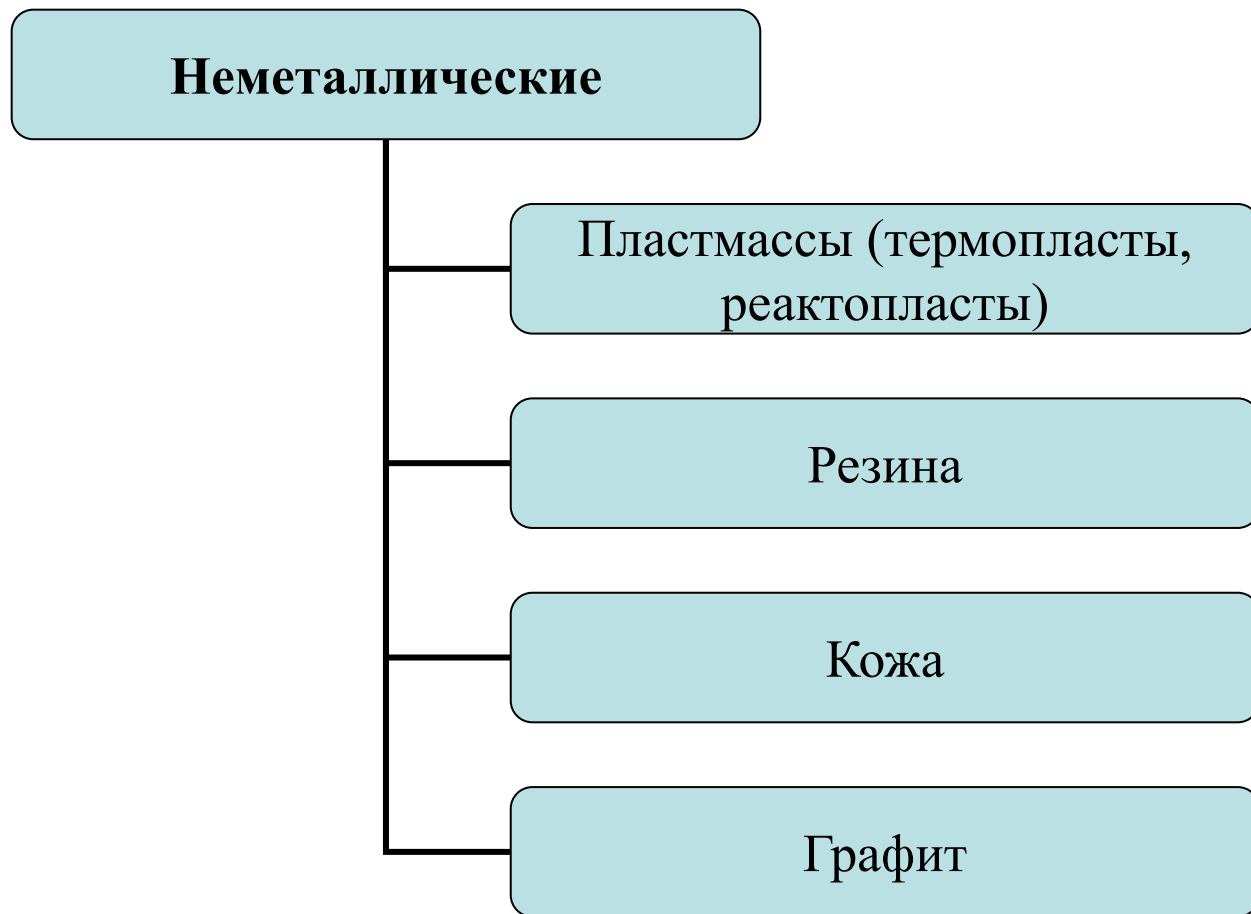 Неметаллические
Пластмассы (термопласты,
реактопласты)
Резина
Кожа
Графит